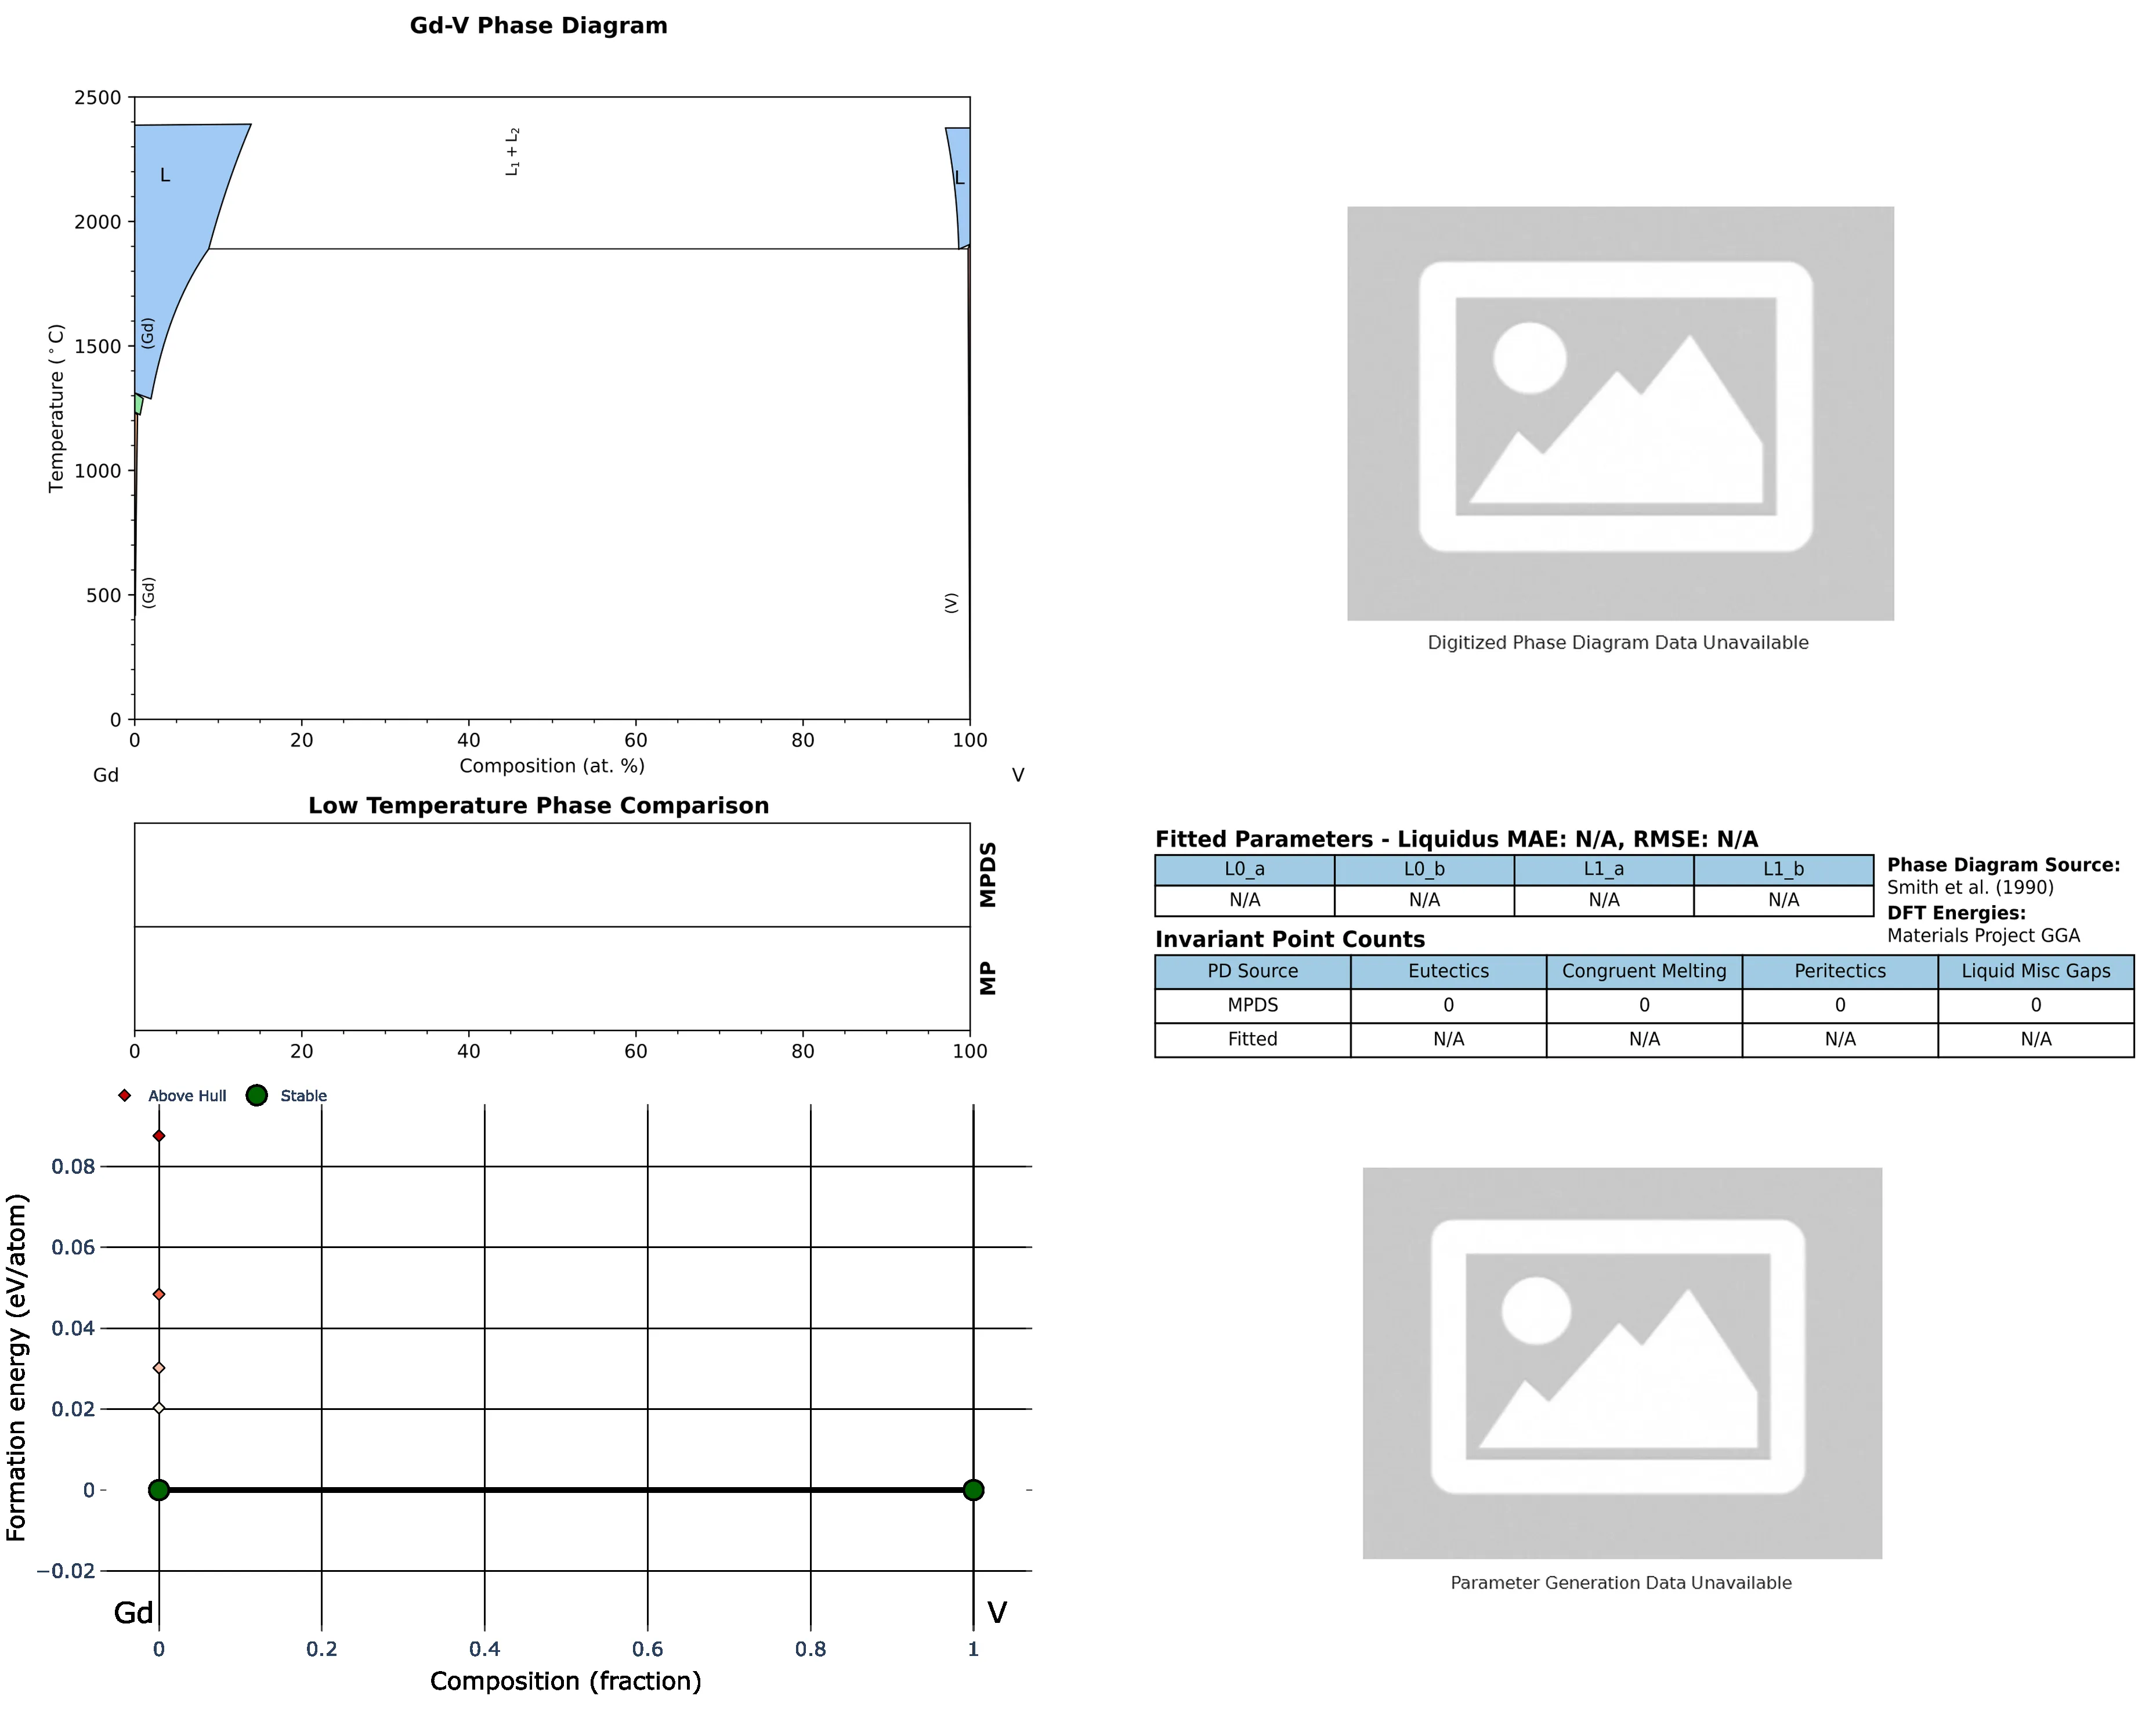 Gd-V Phase Diagram
2500
2000
1500
1000
500
0
Temperature (°C)
L
L₁ + L₂
L
(Gd)
(Gd)
(V)
0 20 40 60 80 100
Composition (at. %)
Gd V
Digitized Phase Diagram Data Unavailable
Low Temperature Phase Comparison
MPDS
MP
0 20 40 60 80 100
Fitted Parameters - Liquidus MAE: N/A, RMSE: N/A
L0_a L0_b L1_a L1_b
N/A N/A N/A N/A
Phase Diagram Source:
Smith et al. (1990)
DFT Energies:
Materials Project GGA
Invariant Point Counts
PD Source Eutectics Congruent Melting Peritectics Liquid Misc Gaps
MPDS 0 0 0 0
Fitted N/A N/A N/A N/A
Above Hull Stable
0.08
0.06
0.04
0.02
0
−0.02
Formation energy (eV/atom)
Gd V
0 0.2 0.4 0.6 0.8 1
Composition (fraction)
Parameter Generation Data Unavailable